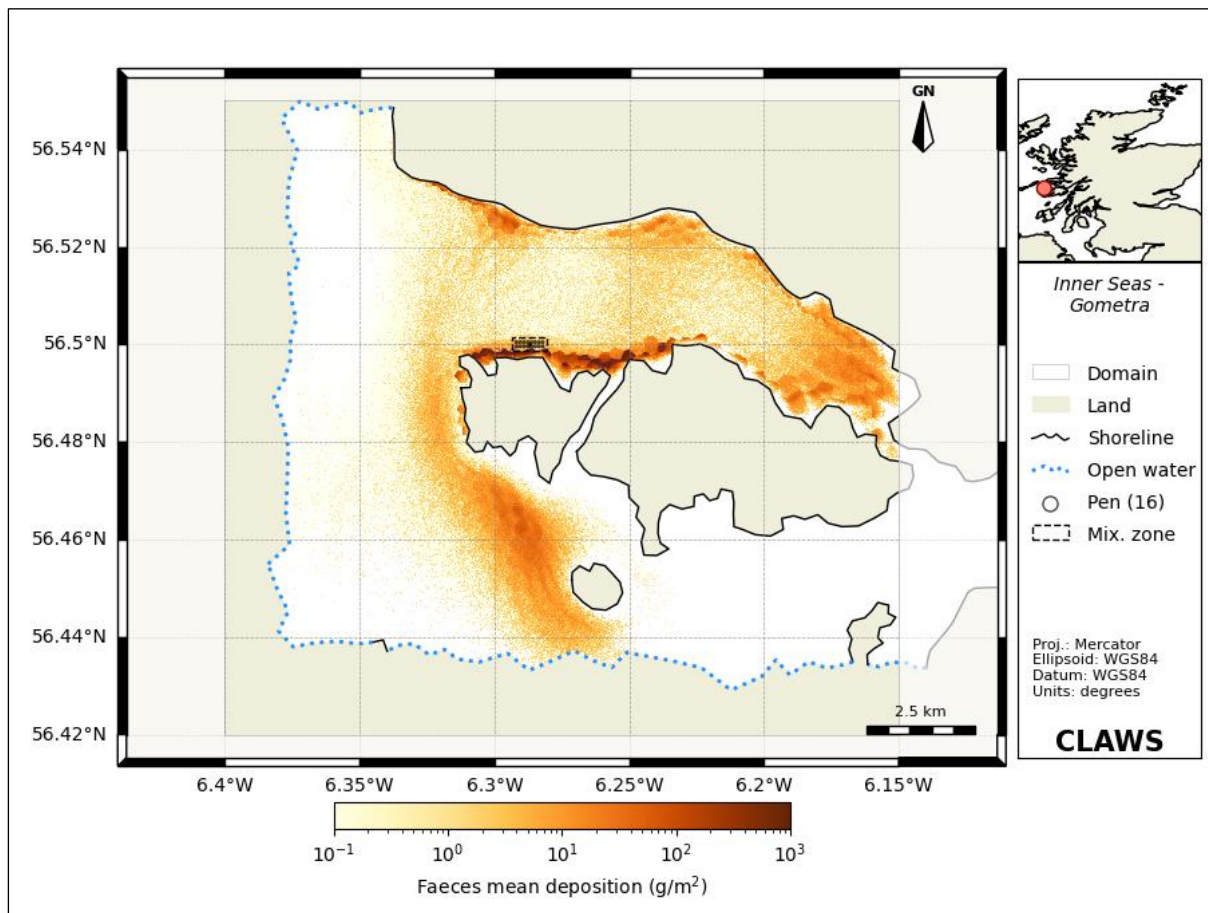 GN
56.54°N
56.52°N
56.5°N
56.48°N
56.46°N
56.44°N
56.42°N
6.4°W
6.35°W
6.3°W
6.25°W
6.2°W
6.15°W
2.5 km
Inner Seas -
Gometra
Domain
Land
Shoreline
Open water
Pen (16)
Mix. zone
Proj.: Mercator
Ellipsoid: WGS84
Datum: WGS84
Units: degrees
CLAWS
10⁻¹
10⁰
10¹
10²
10³
Faeces mean deposition (g/m²)